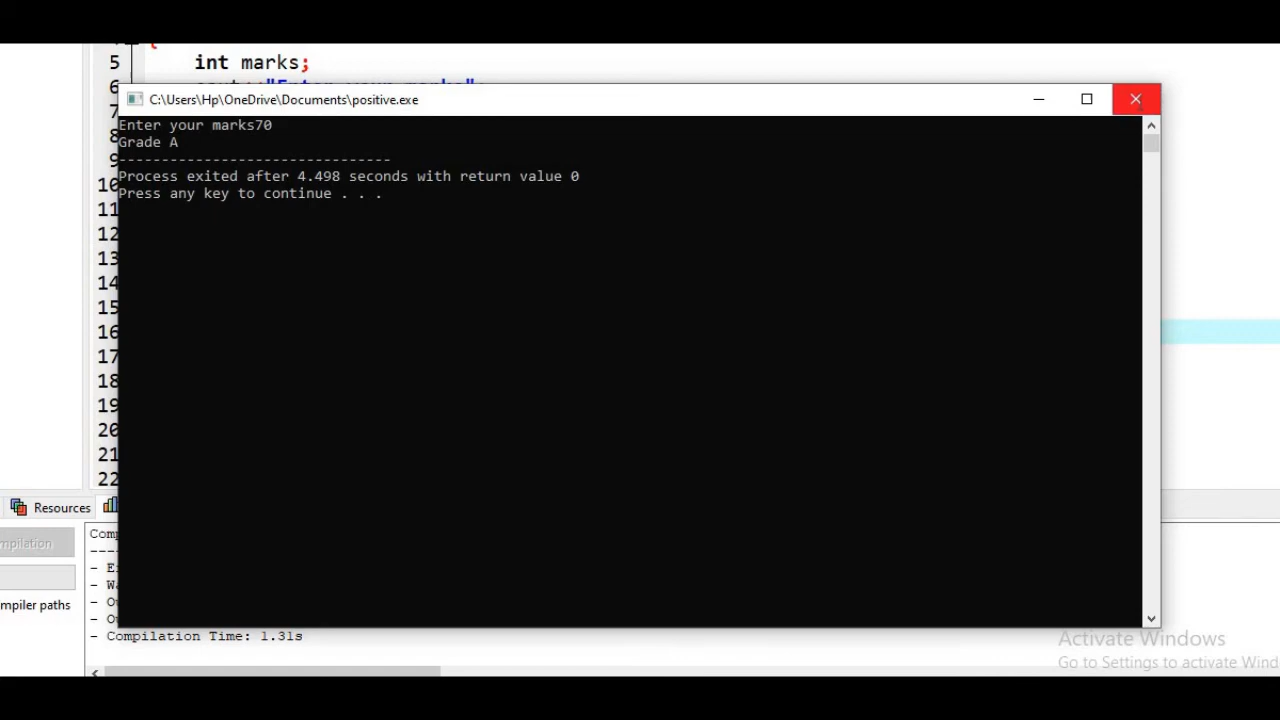 5 int marks;
6
C:\Users\Hp\OneDrive\Documents\positive.exe
Enter your marks70
Grade A
--------------------------------
Process exited after 4.498 seconds with return value 0
Press any key to continue . . .
7
8
9
10
11
12
13
14
15
16
17
18
19
20
21
22
Resources
mpilation
mpiler paths
- Compilation Time: 1.31s
Activate Windows
Go to Settings to activate Wind